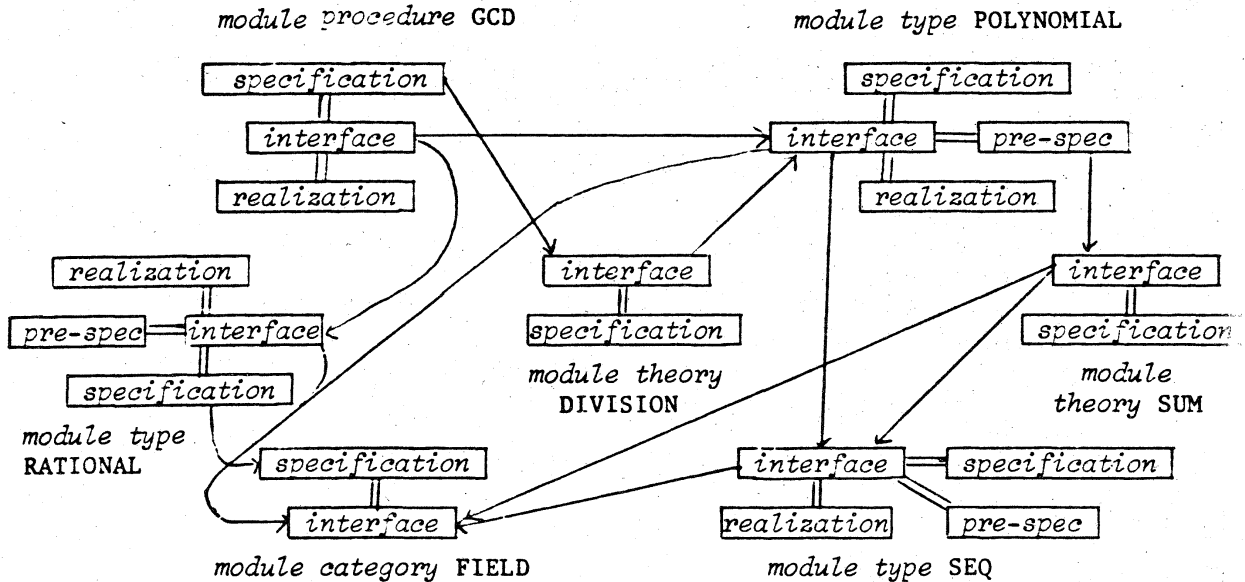 module procedure GCD
module type POLYNOMIAL
specification
specification
interface
interface
pre-spec
realization
realization
realization
interface
interface
pre-spec
interface
specification
specification
specification
module theory
DIVISION
module
theory SUM
module type
RATIONAL
specification
interface
specification
interface
realization
pre-spec
module category FIELD
module type SEQ